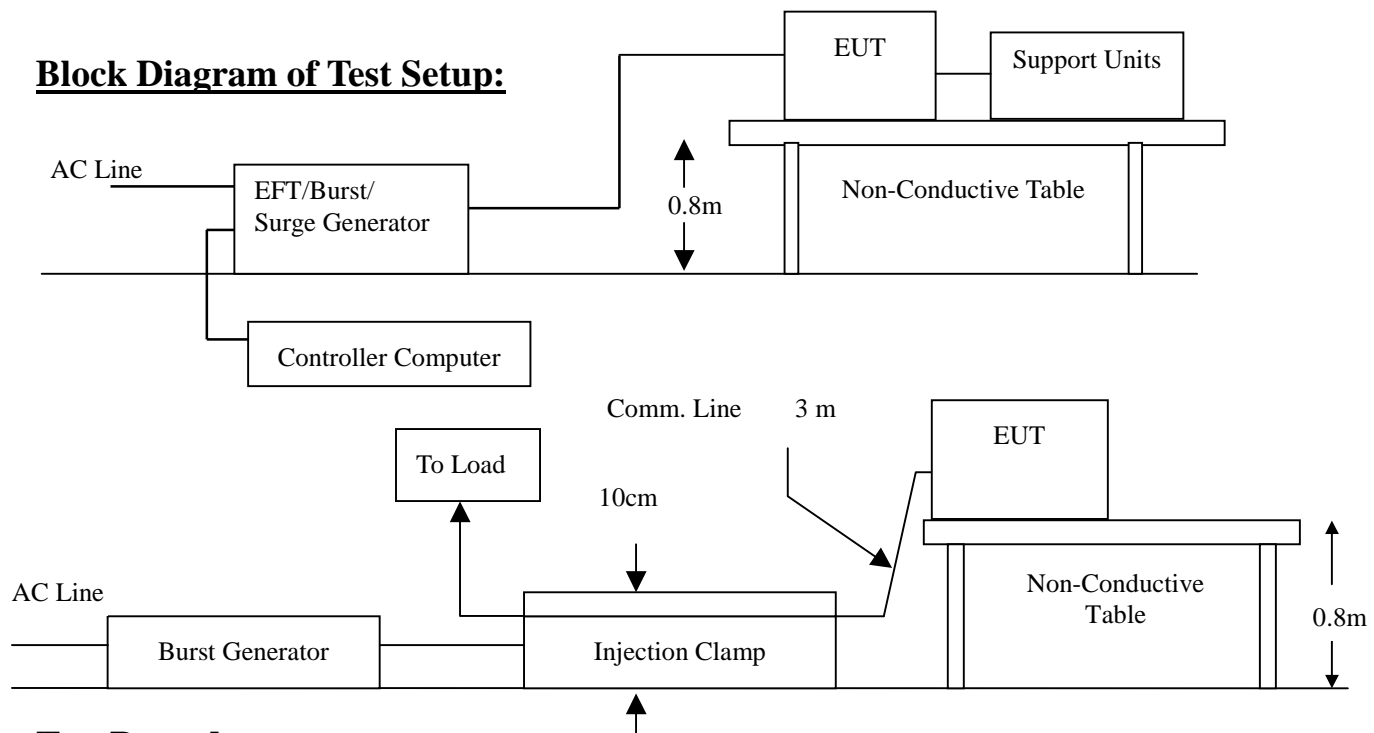 Block Diagram of Test Setup:
EUT
Support Units
AC Line
EFT/Burst/
Surge Generator
0.8m
Non-Conductive Table
Controller Computer
Comm. Line 3 m
EUT
To Load
10cm
AC Line
Non-Conductive
Table
0.8m
Burst Generator
Injection Clamp